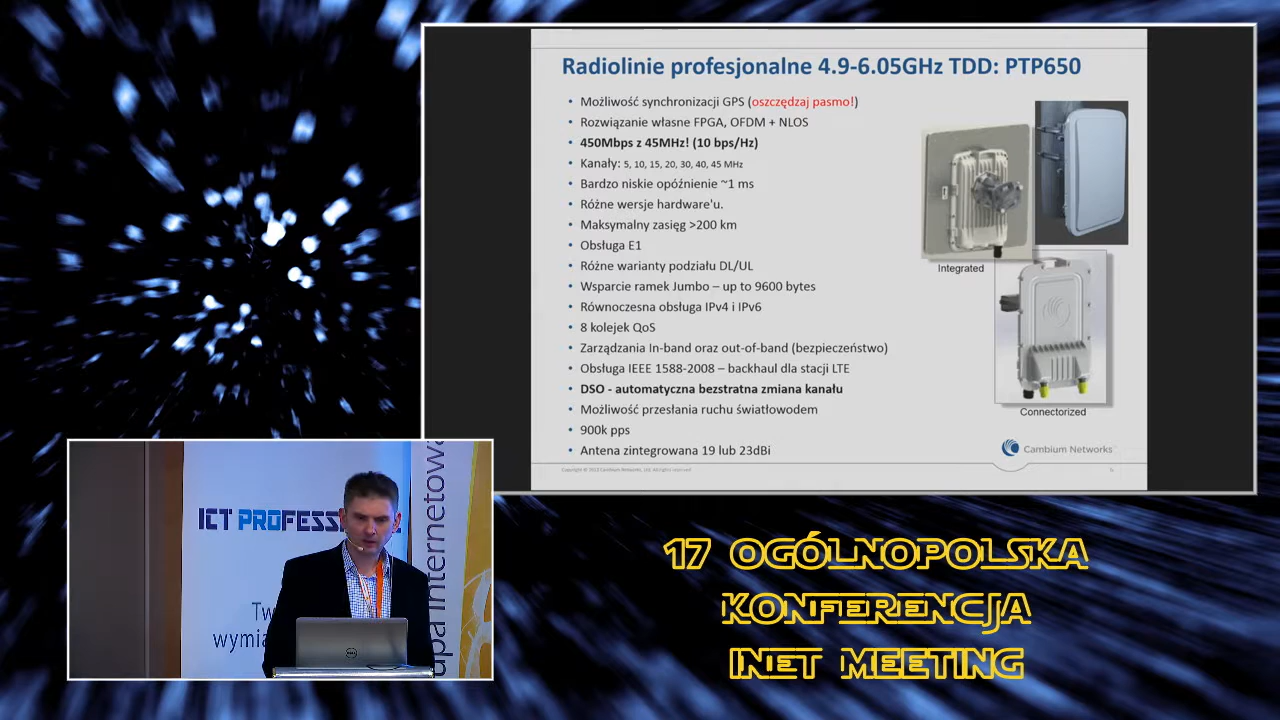 Radiolinie profesjonalne 4.9-6.05GHz TDD: PTP650
• Możliwość synchronizacji GPS (oszczędzaj pasmo!)
• Rozwiązanie własne FPGA, OFDM + NLOS
• 450Mbps z 45MHz! (10 bps/Hz)
• Kanały: 5, 10, 15, 20, 30, 40, 45 MHz
• Bardzo niskie opóźnienie ~1 ms
• Różne wersje hardware'u.
• Maksymalny zasięg >200 km
• Obsługa E1
• Różne warianty podziału DL/UL
• Wsparcie ramek Jumbo – up to 9600 bytes
• Równoczesna obsługa IPv4 i IPv6
• 8 kolejek QoS
• Zarządzania In-band oraz out-of-band (bezpieczeństwo)
• Obsługa IEEE 1588-2008 – backhaul dla stacji LTE
• DSO - automatyczna bezstratna zmiana kanału
• Możliwość przesłania ruchu światłowodem
• 900k pps
• Antena zintegrowana 19 lub 23dBi
Integrated
Connectorized
Cambium Networks
ICT PROFESS
Tw
wymia
upa internetowa
17 OGÓLNOPOLSKA
KONFERENCJA
INET MEETING